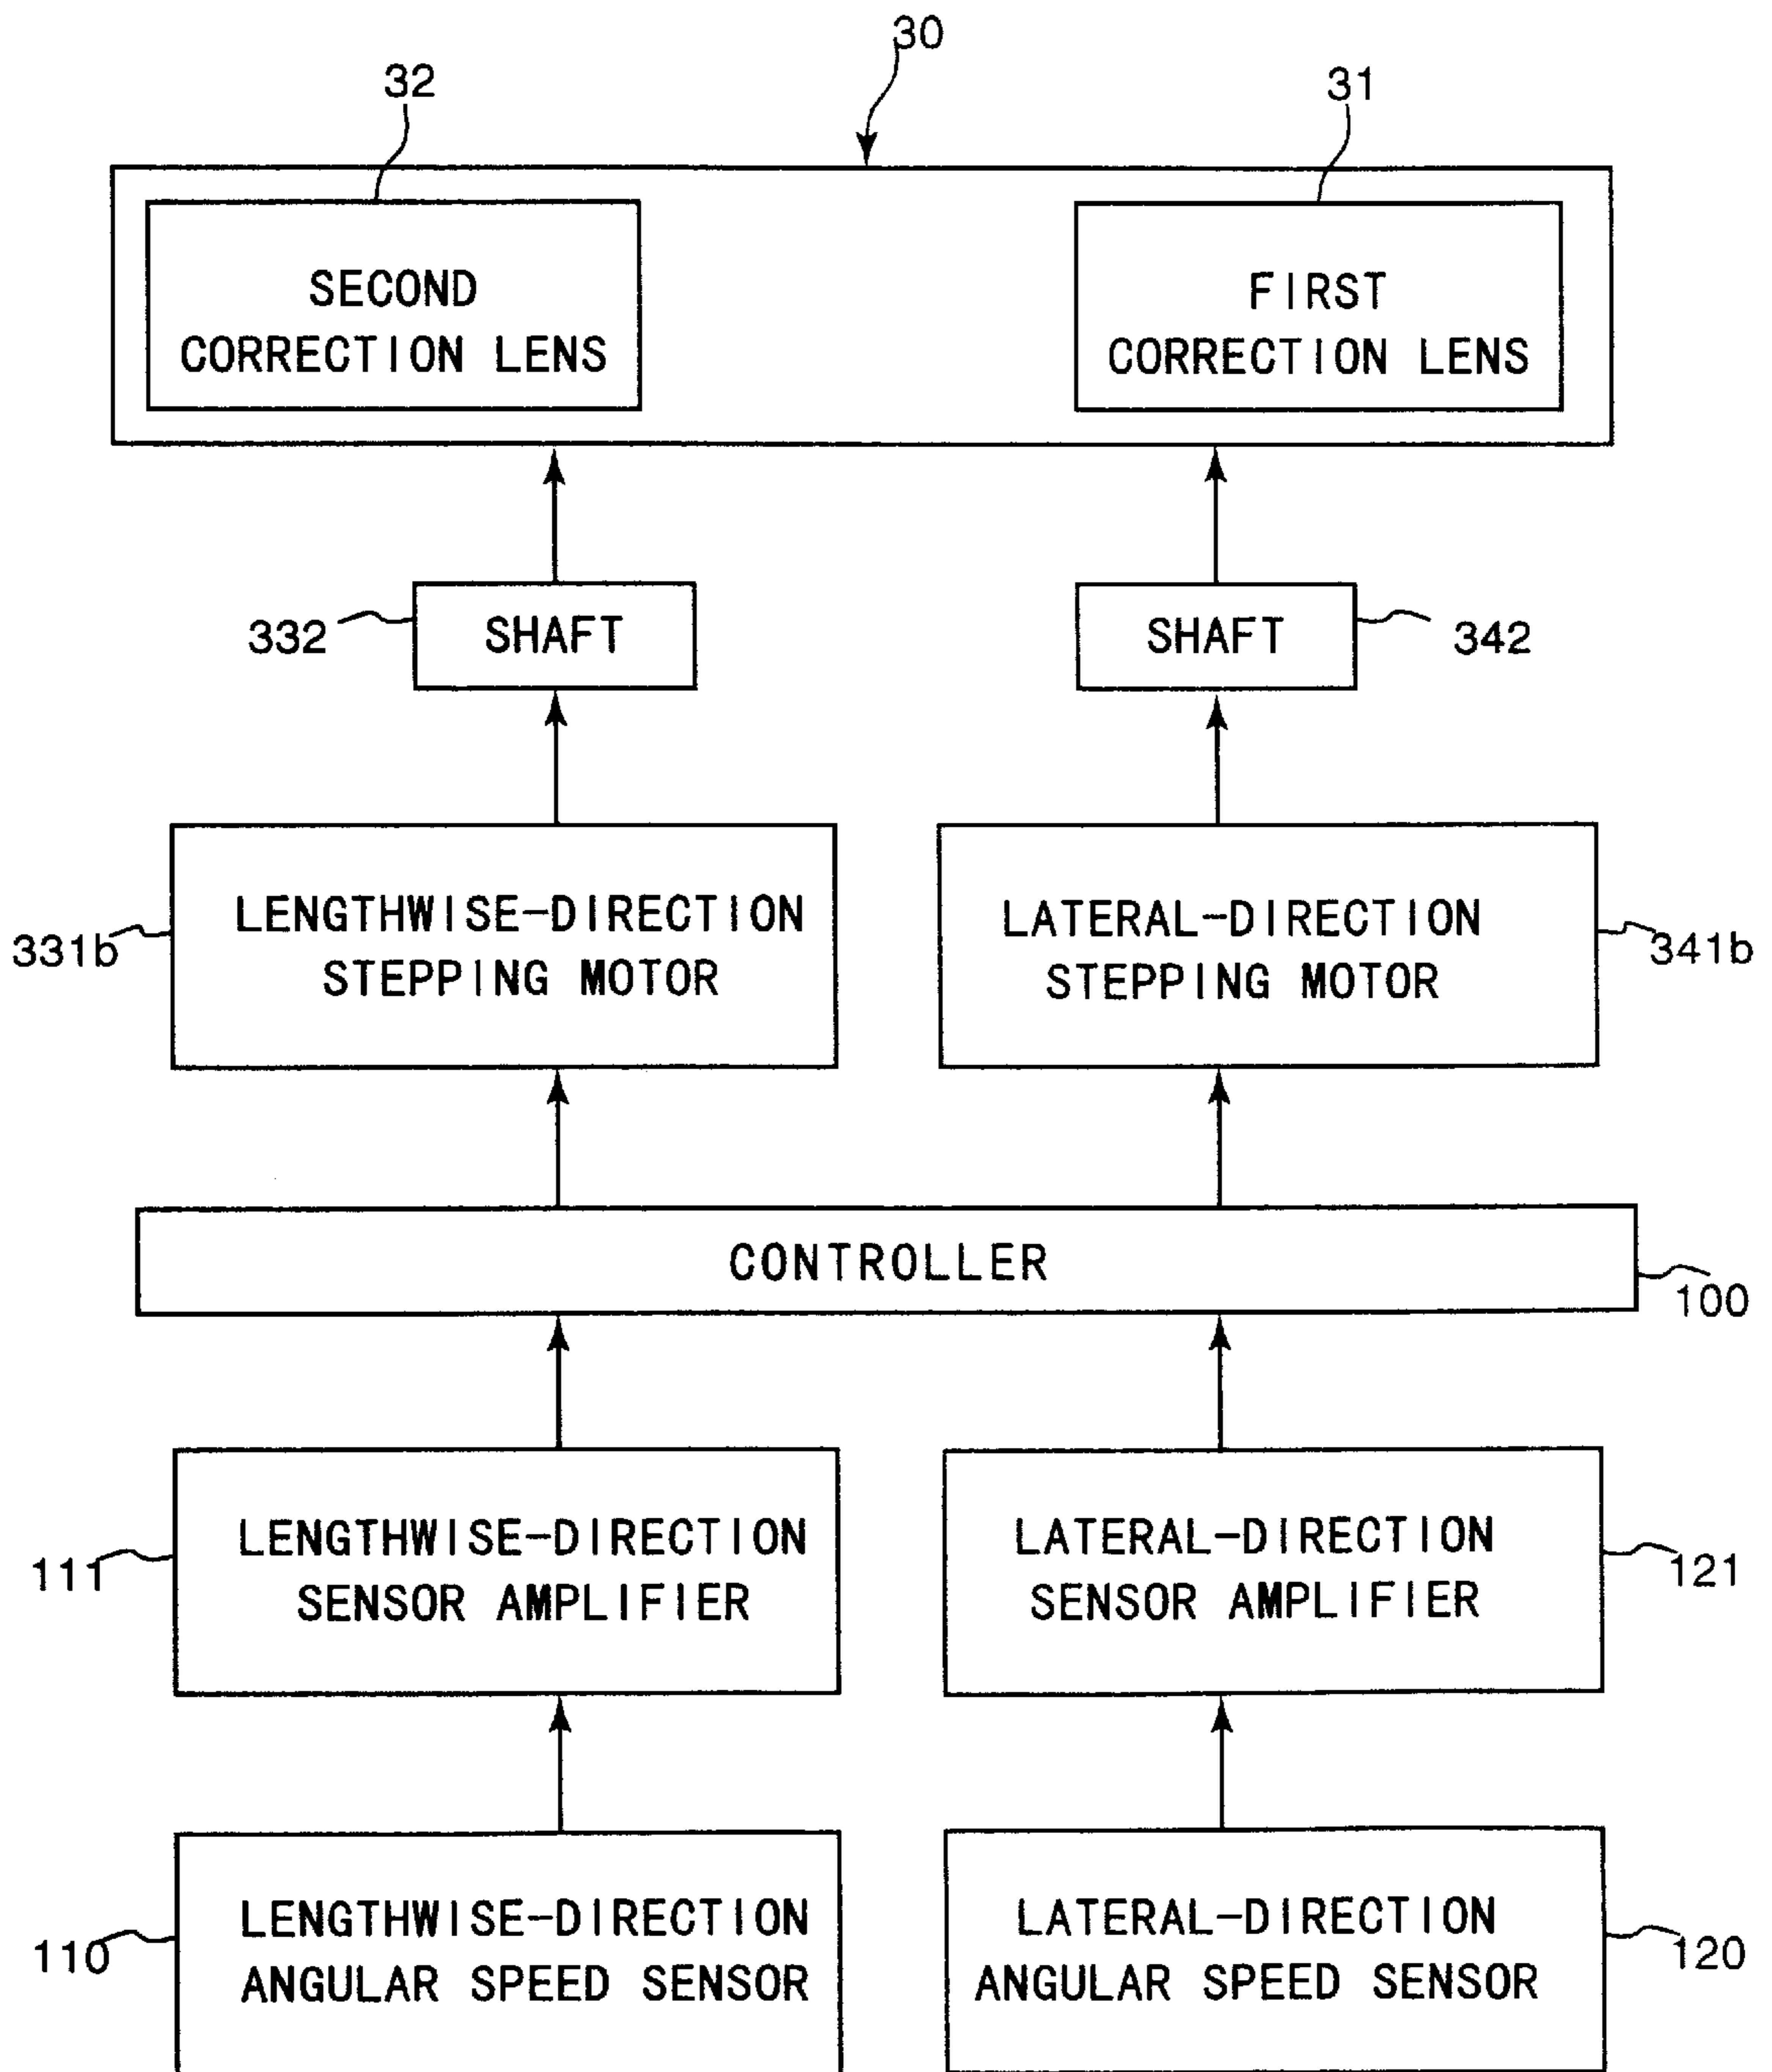 30
32
31
SECOND
CORRECTION LENS
FIRST
CORRECTION LENS
332
SHAFT
SHAFT
342
331b
LENGTHWISE-DIRECTION
STEPPING MOTOR
LATERAL-DIRECTION
STEPPING MOTOR
341b
CONTROLLER
100
111
LENGTHWISE-DIRECTION
SENSOR AMPLIFIER
LATERAL-DIRECTION
SENSOR AMPLIFIER
121
110
LENGTHWISE-DIRECTION
ANGULAR SPEED SENSOR
LATERAL-DIRECTION
ANGULAR SPEED SENSOR
120